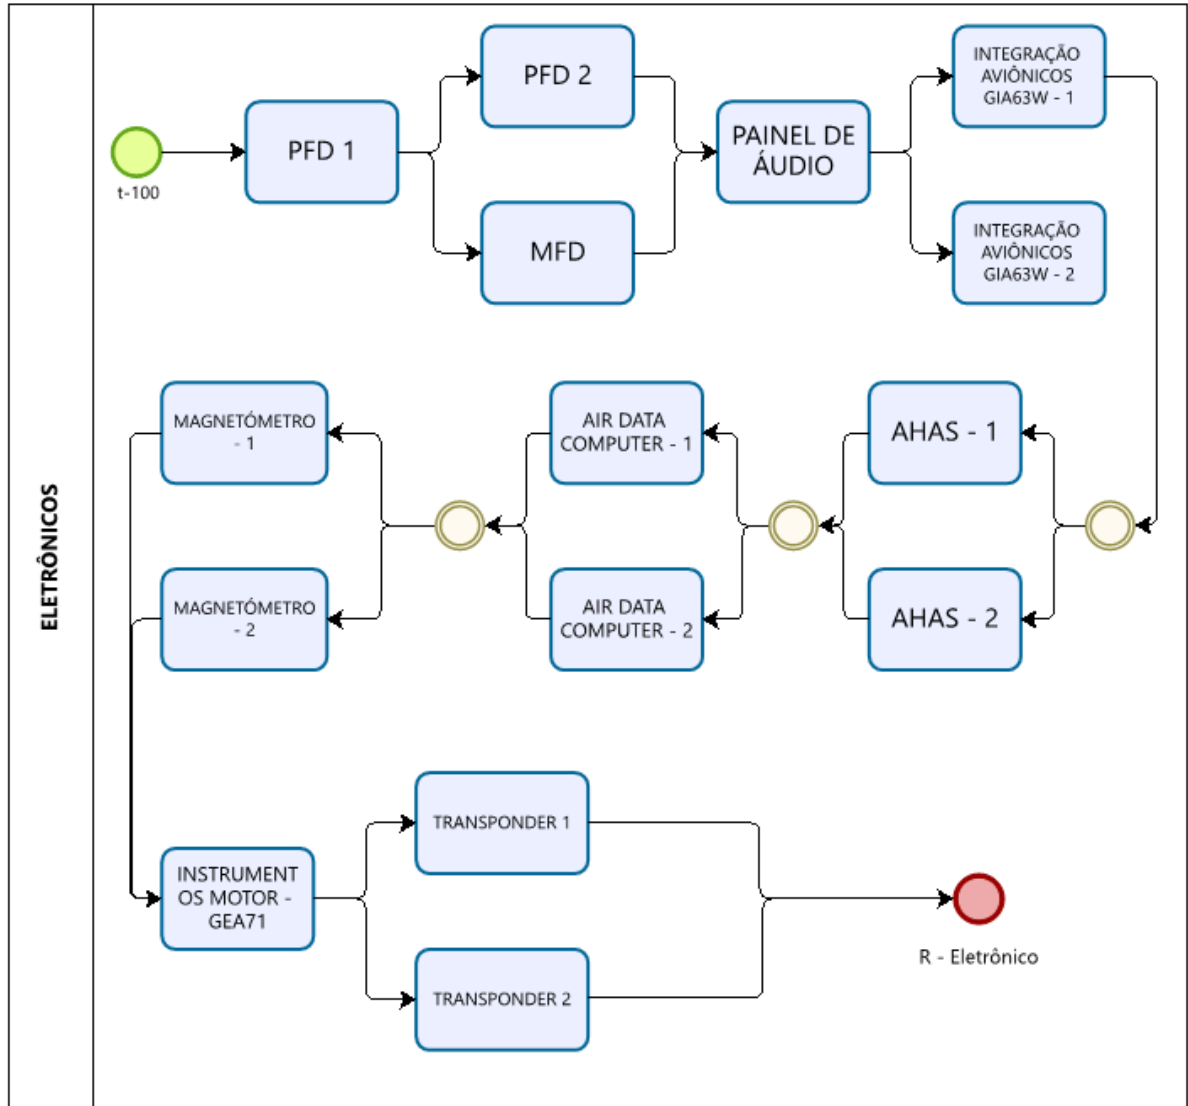 ELETRÔNICOS
t-100
PFD 1
PFD 2
MFD
PAINEL DE
ÁUDIO
INTEGRAÇÃO
AVIÔNICOS
GIA63W - 1
INTEGRAÇÃO
AVIÔNICOS
GIA63W - 2
AHAS - 1
AHAS - 2
AIR DATA
COMPUTER - 1
AIR DATA
COMPUTER - 2
MAGNETÓMETRO
- 1
MAGNETÓMETRO
- 2
INSTRUMENT
OS MOTOR -
GEA71
TRANSPONDER 1
TRANSPONDER 2
R - Eletrônico